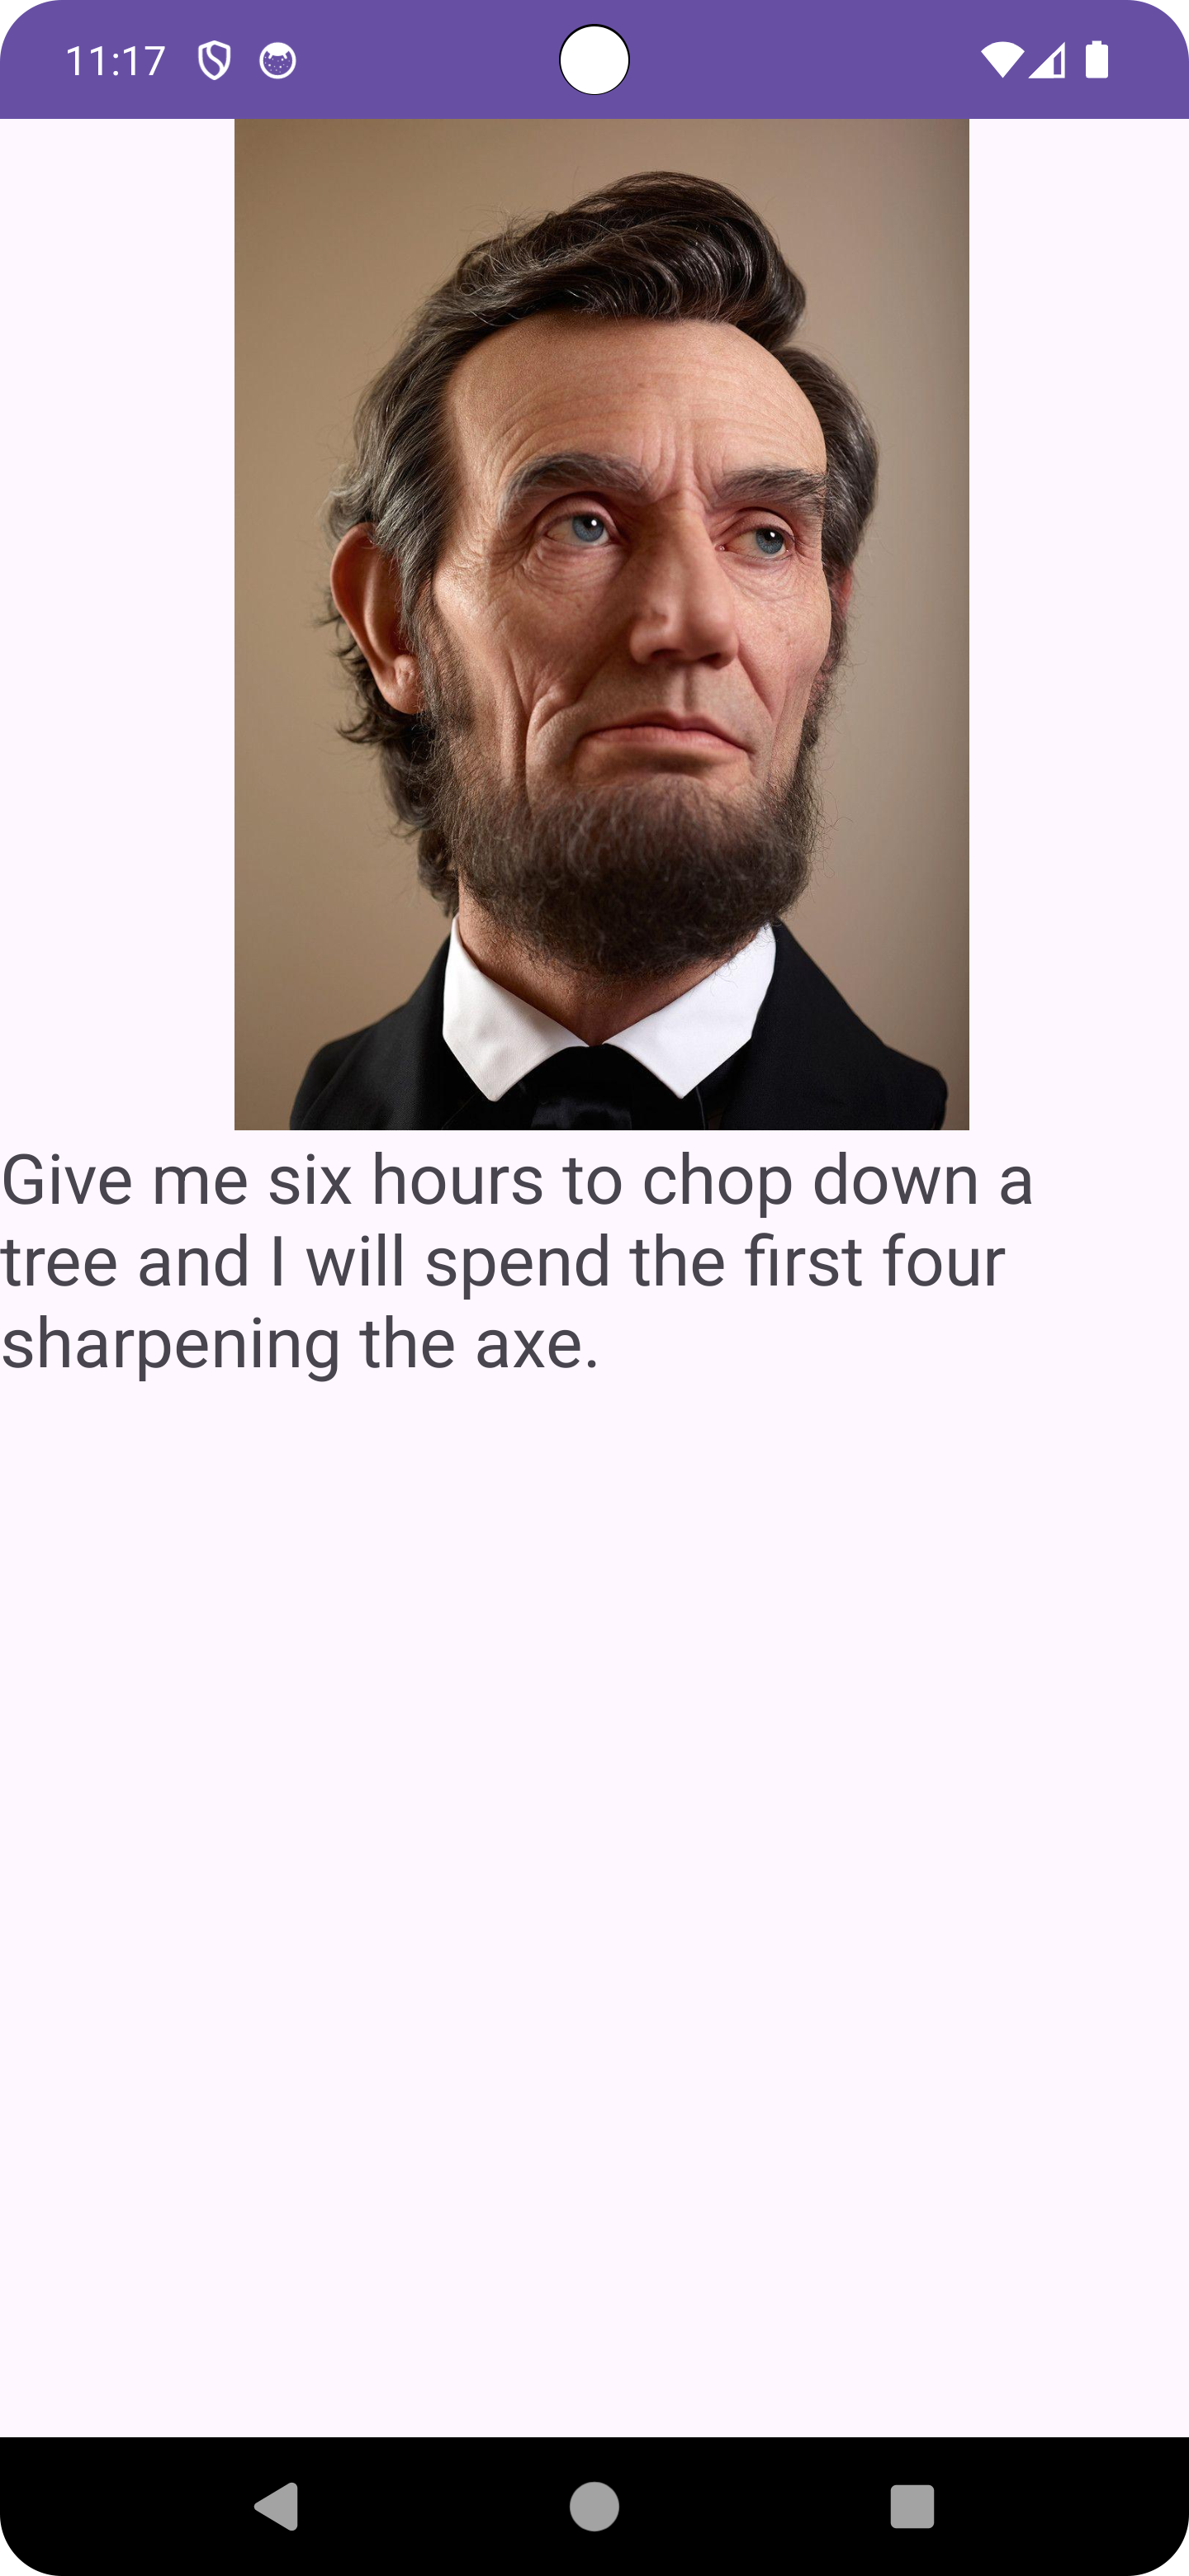 11:17
Give me six hours to chop down a
tree and I will spend the first four
sharpening the axe.